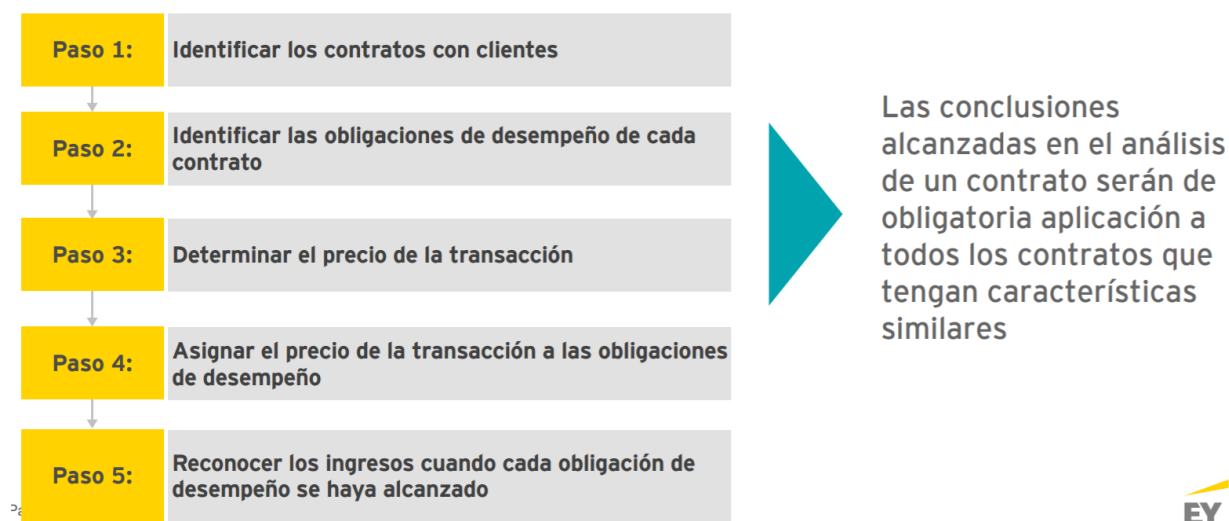 Paso 1:
Identificar los contratos con clientes
Paso 2:
Identificar las obligaciones de desempeño de cada
contrato
Paso 3:
Determinar el precio de la transacción
Paso 4:
Asignar el precio de la transacción a las obligaciones
de desempeño
Paso 5:
Reconocer los ingresos cuando cada obligación de
desempeño se haya alcanzado
Las conclusiones
alcanzadas en el análisis
de un contrato serán de
obligatoria aplicación a
todos los contratos que
tengan características
similares
EY